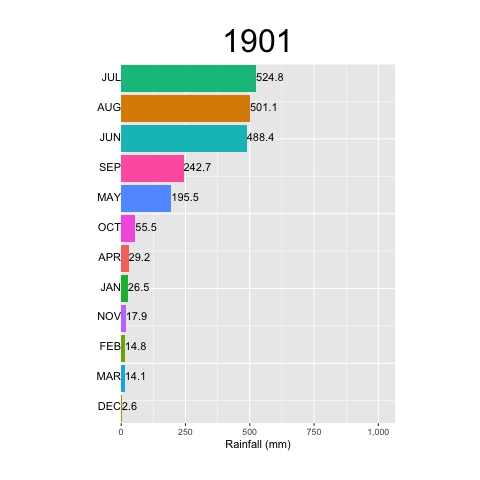 1901
JUL 524.8
AUG 501.1
JUN 488.4
SEP 242.7
MAY 195.5
OCT 55.5
APR 29.2
JAN 26.5
NOV 17.9
FEB 14.8
MAR 14.1
DEC 2.6
0 250 500 750 1,000
Rainfall (mm)